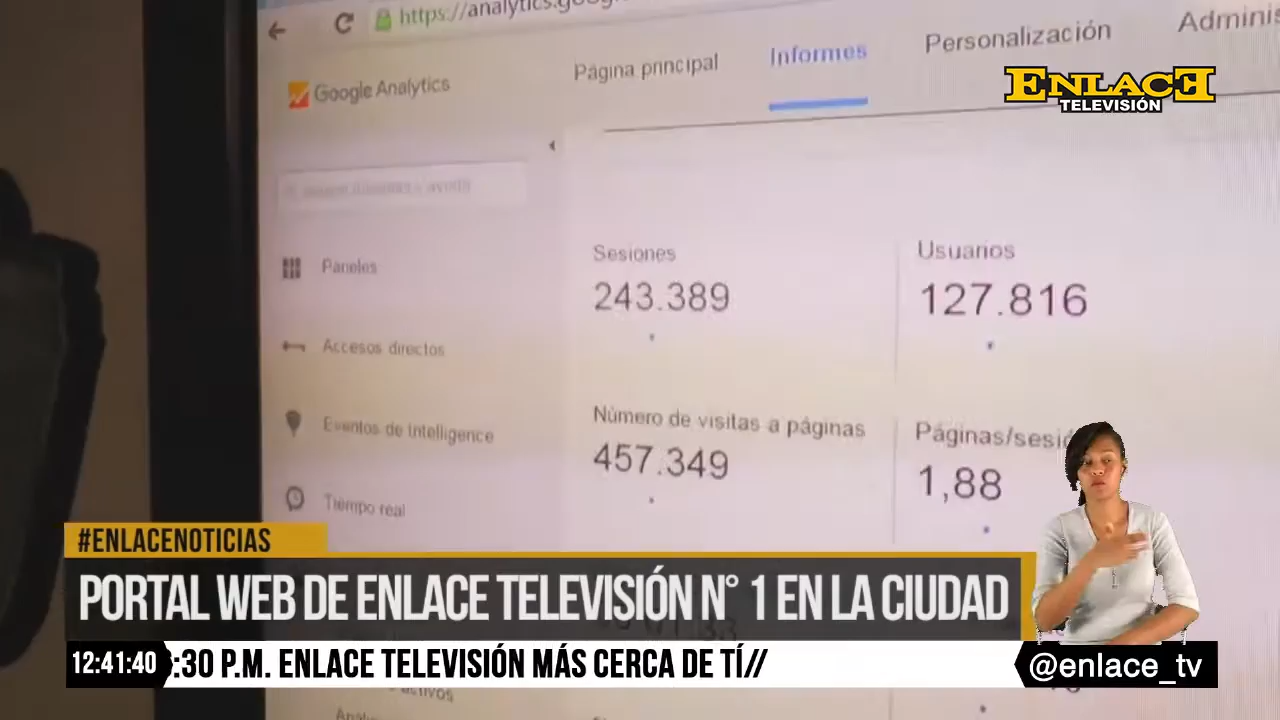 https://analytics.goog
Google Analytics
Página principal
Informes
Personalización
Adminis
ENLACE
TELEVISIÓN
Sesiones
243.389
Usuarios
127.816
Paneles
Accesos directos
Número de visitas a páginas
457.349
Páginas/sesió
1,88
Eventos de Intelligence
Tiempo real
#ENLACENOTICIAS
PORTAL WEB DE ENLACE TELEVISIÓN N° 1 EN LA CIUDAD
12:41:40
:30 P.M. ENLACE TELEVISIÓN MÁS CERCA DE TÍ//
@enlace_tv